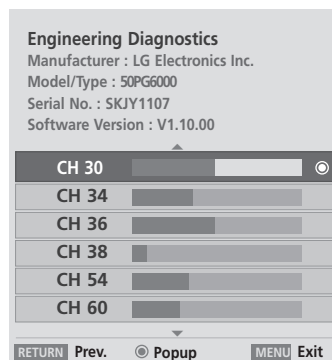 Engineering Diagnostics
Manufacturer : LG Electronics Inc.
Model/Type : 50PG6000
Serial No. : SKJY1107
Software Version : V1.10.00
CH 30
CH 34
CH 36
CH 38
CH 54
CH 60
RETURN Prev. Popup MENU Exit